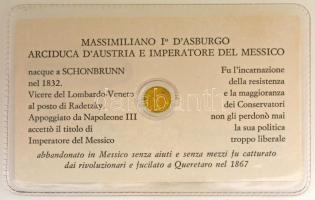 MASSIMILIANO Iº D'ASBURGO
ARCIDUCA D'AUSTRIA E IMPERATORE DEL MESSICO
nacque a SCHONBRUNN
nel 1832.
Vicere del Lombardo-Veneto
al posto di Radetzky.
Appoggiato da Napoleone III
accettò il titolo di
Imperatore del Messico
Fu l'incarnazione
della resistenza
e la maggioranza
dei Conservatori
non gli perdonò mai
la sua politica
troppo liberale
abbandonato in Messico senza aiuti e senza mezzi fu catturato
dai rivoluzionari e fucilato a Queretaro nel 1867